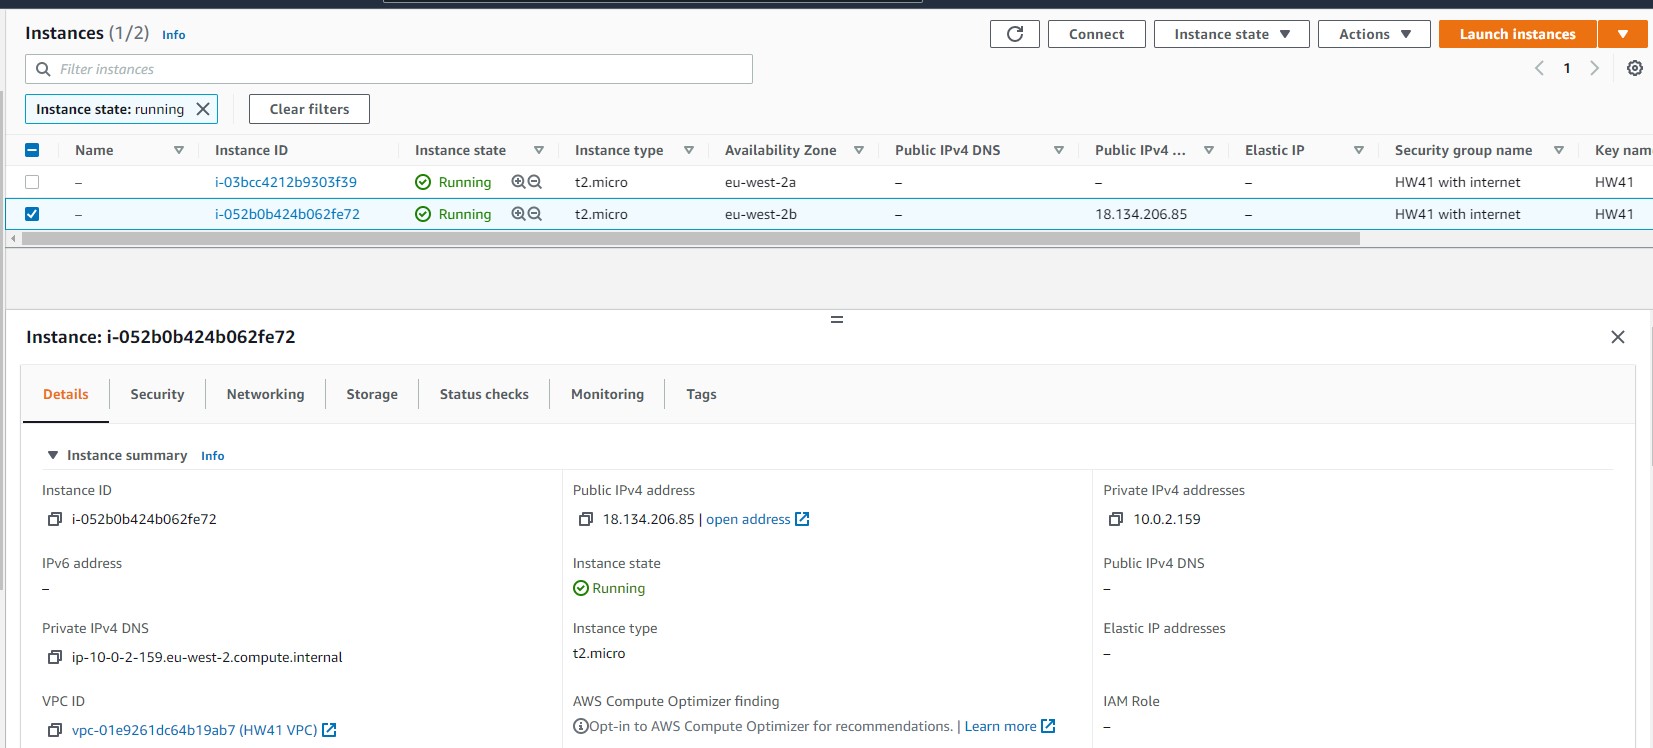 Instances (1/2) Info
Connect
Instance state
Actions
Launch instances
Filter instances
1
Instance state: running
Clear filters
Name Instance ID Instance state Instance type Availability Zone Public IPv4 DNS Public IPv4 ... Elastic IP Security group name Key nam
– i-03bcc4212b9303f39 Running t2.micro eu-west-2a – – – HW41 with internet HW41
– i-052b0b424b062fe72 Running t2.micro eu-west-2b – 18.134.206.85 – HW41 with internet HW41
Instance: i-052b0b424b062fe72
Details Security Networking Storage Status checks Monitoring Tags
Instance summary Info
Instance ID Public IPv4 address Private IPv4 addresses
i-052b0b424b062fe72 18.134.206.85 | open address 10.0.2.159
IPv6 address Instance state Public IPv4 DNS
– Running –
Private IPv4 DNS Instance type Elastic IP addresses
ip-10-0-2-159.eu-west-2.compute.internal t2.micro –
VPC ID AWS Compute Optimizer finding IAM Role
vpc-01e9261dc64b19ab7 (HW41 VPC) Opt-in to AWS Compute Optimizer for recommendations. | Learn more –